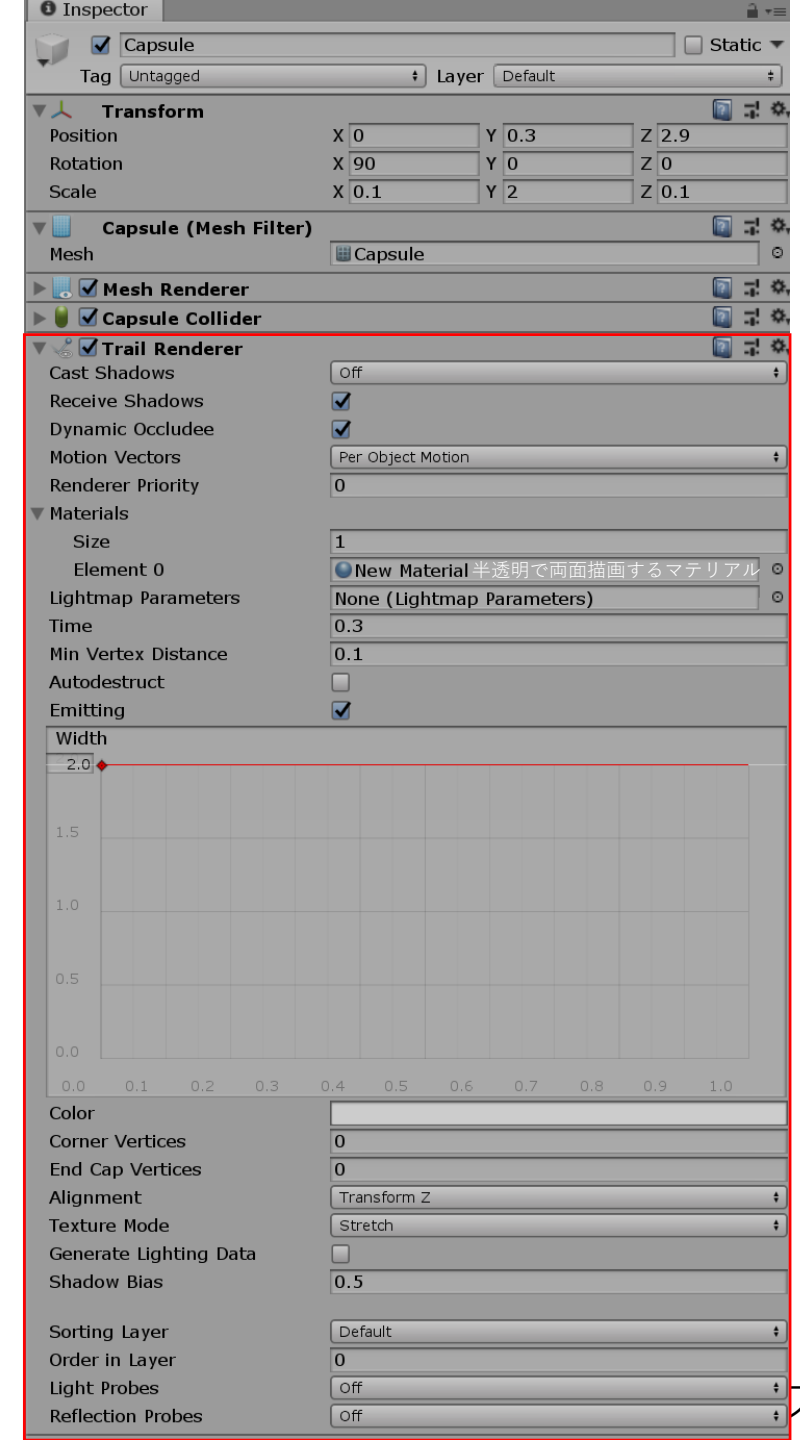 Inspector
Capsule Static
Tag Untagged Layer Default
Transform
Position X 0 Y 0.3 Z 2.9
Rotation X 90 Y 0 Z 0
Scale X 0.1 Y 2 Z 0.1
Capsule (Mesh Filter)
Mesh Capsule
Mesh Renderer
Capsule Collider
Trail Renderer
Cast Shadows Off
Receive Shadows
Dynamic Occludee
Motion Vectors Per Object Motion
Renderer Priority 0
Materials
Size 1
Element 0 New Material 半透明で両面描画するマテリアル
Lightmap Parameters None (Lightmap Parameters)
Time 0.3
Min Vertex Distance 0.1
Autodestruct
Emitting
Width
2.0
1.5
1.0
0.5
0.0
0.0 0.1 0.2 0.3 0.4 0.5 0.6 0.7 0.8 0.9 1.0
Color
Corner Vertices 0
End Cap Vertices 0
Alignment Transform Z
Texture Mode Stretch
Generate Lighting Data
Shadow Bias 0.5
Sorting Layer Default
Order in Layer 0
Light Probes Off
Reflection Probes Off